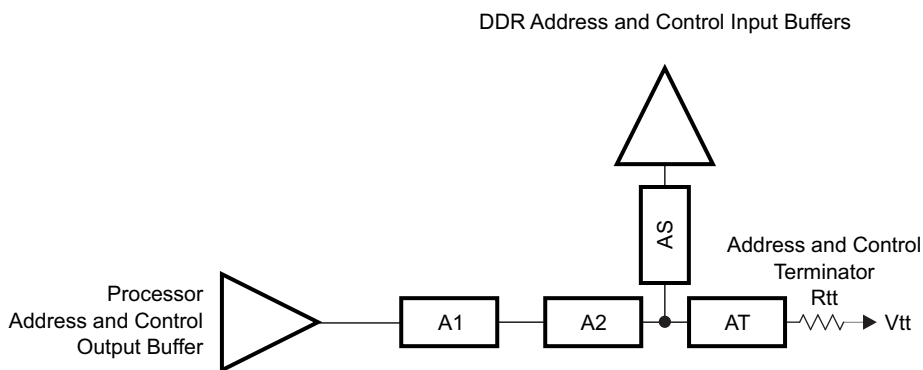 DDR Address and Control Input Buffers
AS
Address and Control
Terminator
Rtt
Processor
Address and Control
Output Buffer
A1
A2
AT
Vtt